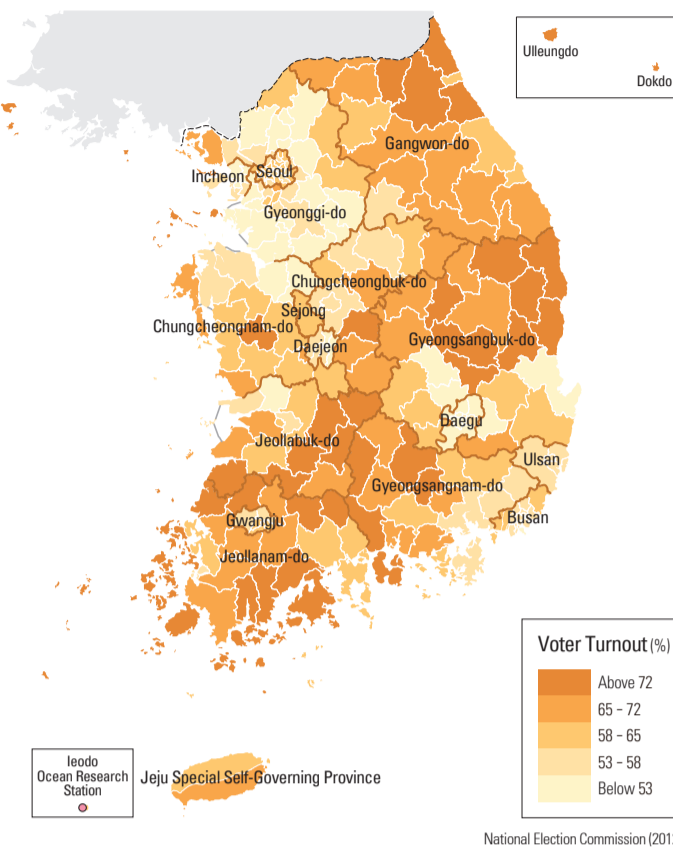 Ulleungdo
Dokdo
Gangwon-do
Incheon
Seoul
Gyeonggi-do
Chungcheongbuk-do
Sejong
Chungcheongnam-do
Daejeon
Gyeongsangbuk-do
Daegu
Jeollabuk-do
Ulsan
Gyeongsangnam-do
Busan
Gwangju
Jeollanam-do
Voter Turnout (%)
Above 72
65 – 72
58 – 65
53 – 58
Below 53
Ieodo
Ocean Research
Station
Jeju Special Self-Governing Province
National Election Commission (201